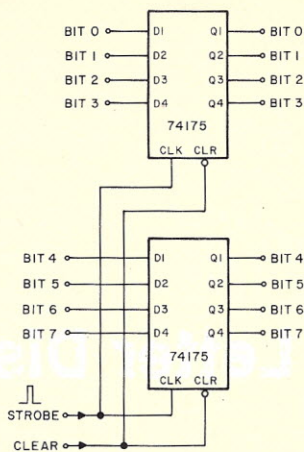 BIT 0 D1 Q1 BIT 0
BIT 1 D2 Q2 BIT 1
BIT 2 D3 Q3 BIT 2
BIT 3 D4 Q4 BIT 3
74175
CLK CLR
BIT 4 D1 Q1 BIT 4
BIT 5 D2 Q2 BIT 5
BIT 6 D3 Q3 BIT 6
BIT 7 D4 Q4 BIT 7
74175
CLK CLR
STROBE
CLEAR